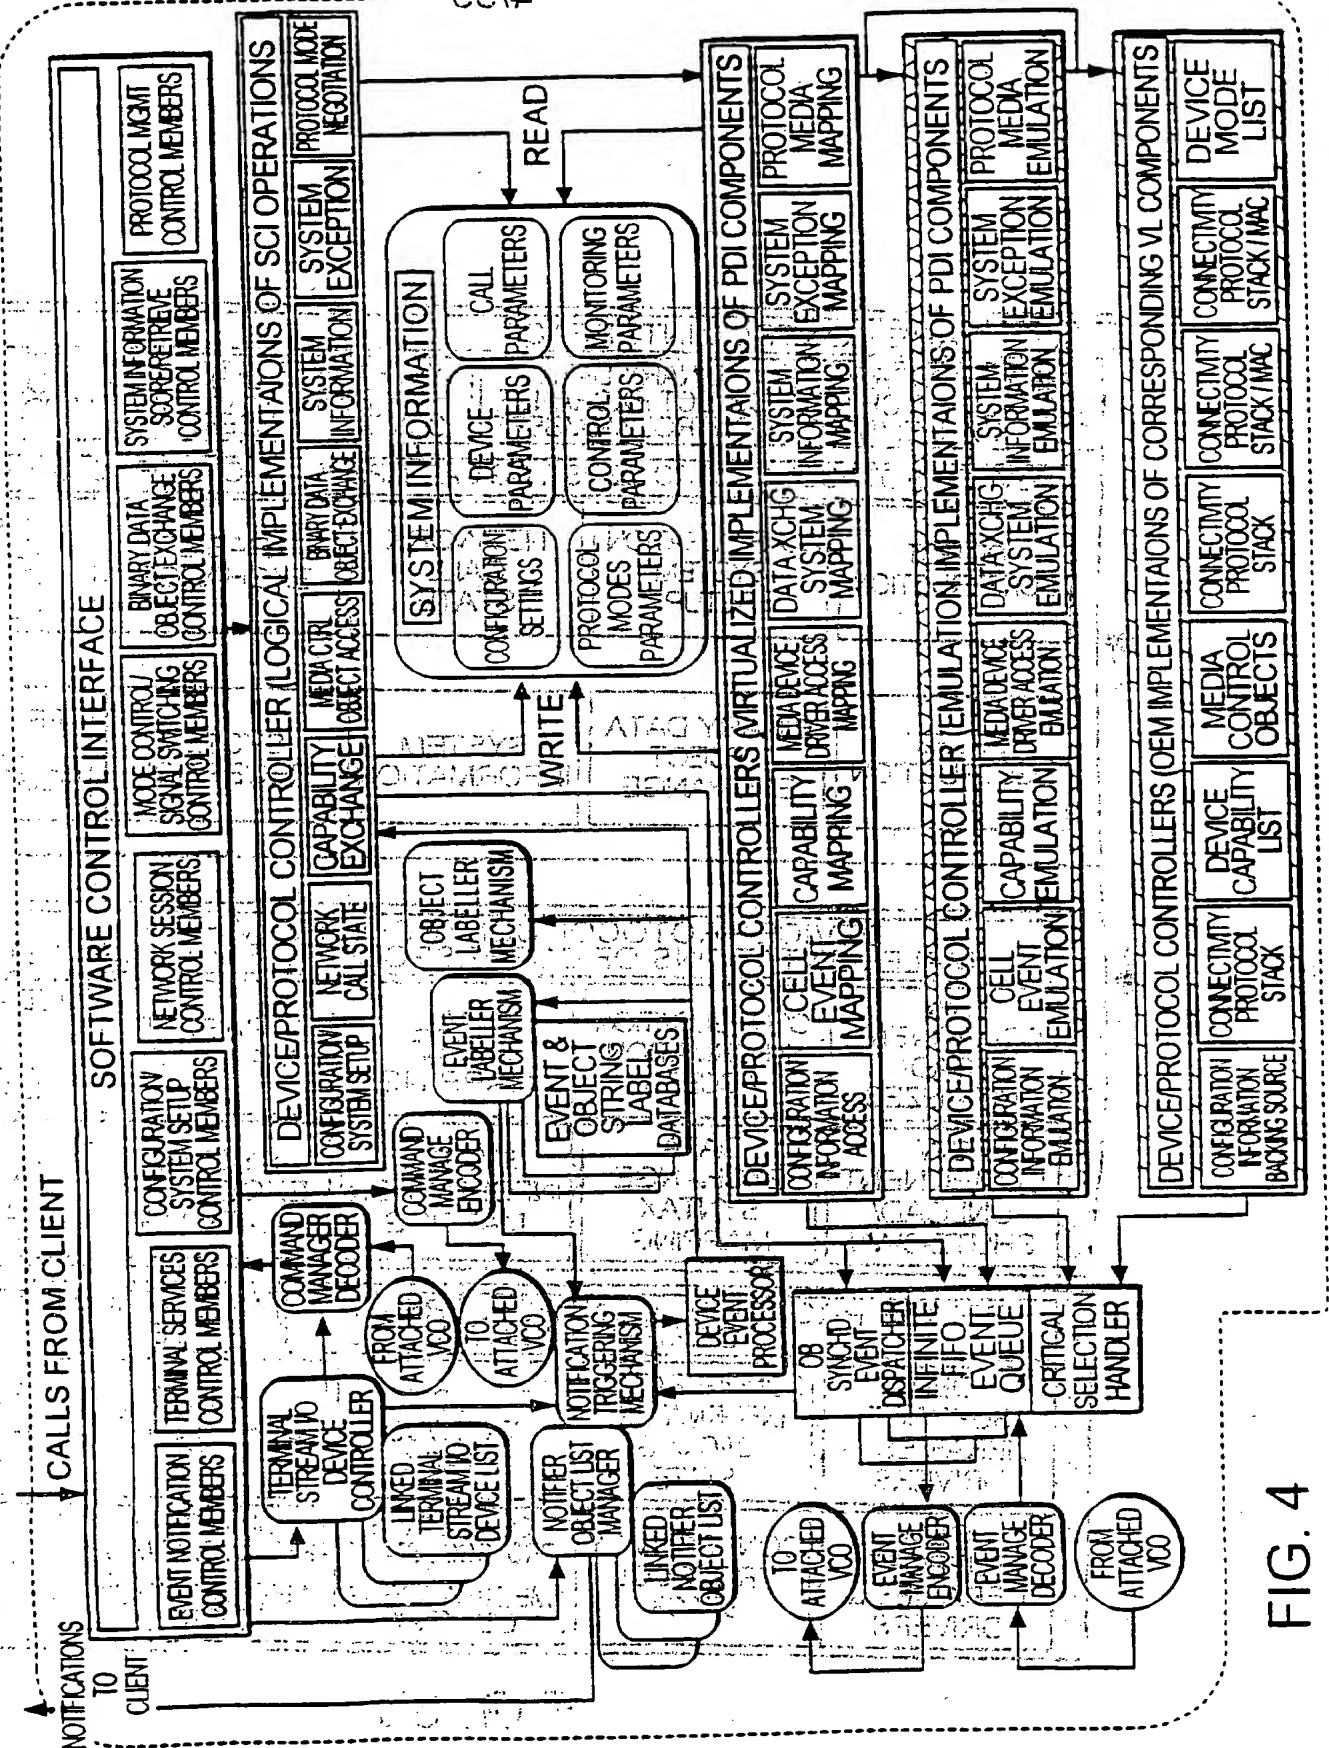 NOTIFICATIONS
TO
CLIENT
CALLS FROM CLIENT
SOFTWARE CONTROL INTERFACE
EVENT NOTIFICATION
CONTROL MEMBERS
TERMINAL SERVICES
CONTROL MEMBERS
CONFIGURATION/
SYSTEM SETUP
CONTROL MEMBERS
NETWORK SESSION
CONTROL MEMBERS
MODE CONTROL/
SIGNAL SWITCHING
CONTROL MEMBERS
BINARY DATA
OBJECT EXCHANGE
CONTROL MEMBERS
SYSTEM INFORMATION
SCORE/RETRIEVE
CONTROL MEMBERS
PROTOCOL MGMT
CONTROL MEMBERS
DEVICE/PROTOCOL CONTROLLER (LOGICAL IMPLEMENTAIONS OF SCI OPERATIONS
CONFIGURATION/
SYSTEM SETUP
NETWORK
CALL STATE
CAPABILITY
EXCHANGE
MEDIA CTRL
OBJECT ACCESS
BINARY DATA
OBJECT EXCHANGE
SYSTEM
INFORMATION
SYSTEM
EXCEPTION
PROTOCOL MODE
NEGOTIATION
TERMINAL
STREAM I/O
DEVICE
CONTROLLER
LINKED
TERMINAL
STREAM I/O
DEVICE LIST
COMMAND
MANAGER
DECODER
FROM
ATTACHED
VCO
COMMAND
MANAGE
ENCODER
TO
ATTACHED
VCO
EVENT
LABELLER
MECHANISM
OBJECT
LABELLER
MECHANISM
EVENT &
OBJECT
STRING
LABEL
DATABASES
WRITE
READ
SYSTEM INFORMATION
CONFIGURATION
SETTINGS
DEVICE
PARAMETERS
CALL
PARAMETERS
PROTOCOL
MODES
PARAMETERS
CONTROL
PARAMETERS
MONITORING
PARAMETERS
NOTIFIER
OBJECT LIST
MANAGER
LINKED
NOTIFIER
OBJECT LIST
NOTIFICATION
TRIGGERING
MECHANISM
DEVICE
EVENT
PROCESSOR
DEVICE/PROTOCOL CONTROLLERS (VIRTUALIZED IMPLEMENTAIONS OF PDI COMPONENTS
CONFIGURATION
INFORMATION
ACCESS
CELL
EVENT
MAPPING
CAPABILITY
MAPPING
MEDIA DEVICE
DRIVER ACCESS
MAPPING
DATA XCHG
SYSTEM
MAPPING
SYSTEM
INFORMATION
MAPPING
SYSTEM
EXCEPTION
MAPPING
PROTOCOL
MEDIA
MAPPING
OB
SYNCHD
EVENT
DISPATCHER
INFINITE
FIFO
EVENT
QUEUE
CRITICAL
SELECTION
HANDLER
DEVICE/PROTOCOL CONTROLLER (EMULATION IMPLEMENTAIONS OF PDI COMPONENTS
CONFIGURATION
INFORMATION
EMULATION
CELL
EVENT
EMULATION
CAPABILITY
EMULATION
MEDIA DEVICE
DRIVER ACCESS
EMULATION
DATA XCHG
SYSTEM
EMULATION
SYSTEM
INFORMATION
EMULATION
SYSTEM
EXCEPTION
EMULATION
PROTOCOL
MEDIA
EMULATION
TO
ATTACHED
VCO
EVENT
MANAGE
ENCODER
EVENT
MANAGE
DECODER
FROM
ATTACHED
VCO
DEVICE/PROTOCOL CONTROLLERS (OEM IMPLEMENTAIONS OF CORRESPONDING VL COMPONENTS
CONFIGURATION
INFORMATION
BACKING SOURCE
CONNECTIVITY
PROTOCOL
STACK
DEVICE
CAPABILITY
LIST
MEDIA
CONTROL
OBJECTS
CONNECTIVITY
PROTOCOL
STACK
CONNECTIVITY
PROTOCOL
STACK / MAC
CONNECTIVITY
PROTOCOL
STACK / MAC
DEVICE
MODE
LIST
FIG. 4